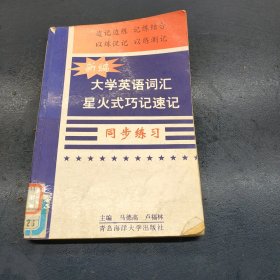 边记边练 记练结合
以练促记 以练测记
新编
大学英语词汇
星火式巧记速记
同步练习
主编 马德高 卢福林
青岛海洋大学出版社